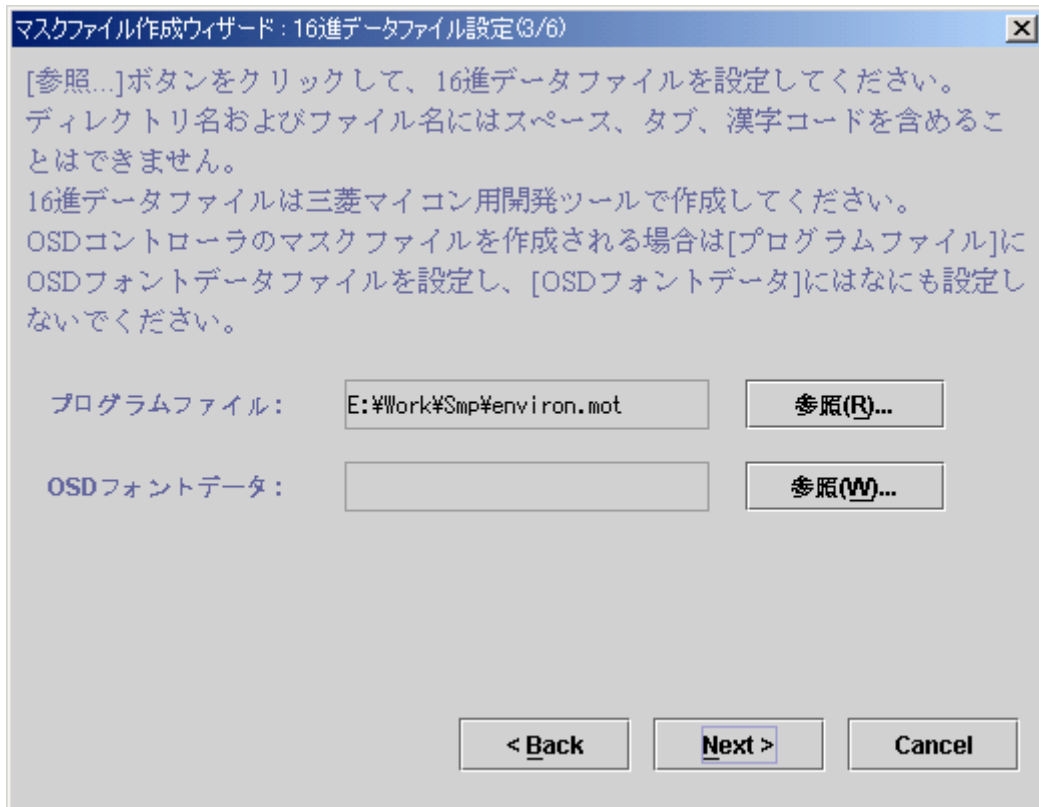 マスクファイル作成ウィザード：16進データファイル設定(3/6)
[参照...]ボタンをクリックして、16進データファイルを設定してください。
ディレクトリ名およびファイル名にはスペース、タブ、漢字コードを含めるこ
とはできません。
16進データファイルは三菱マイコン用開発ツールで作成してください。
OSDコントローラのマスクファイルを作成される場合は[プログラムファイル]に
OSDフォントデータファイルを設定し、[OSDフォントデータ]にはなにも設定し
ないでください。
プログラムファイル： E:¥Work¥Smp¥environ.mot 参照(R)...
OSDフォントデータ： 参照(W)...
< Back Next > Cancel